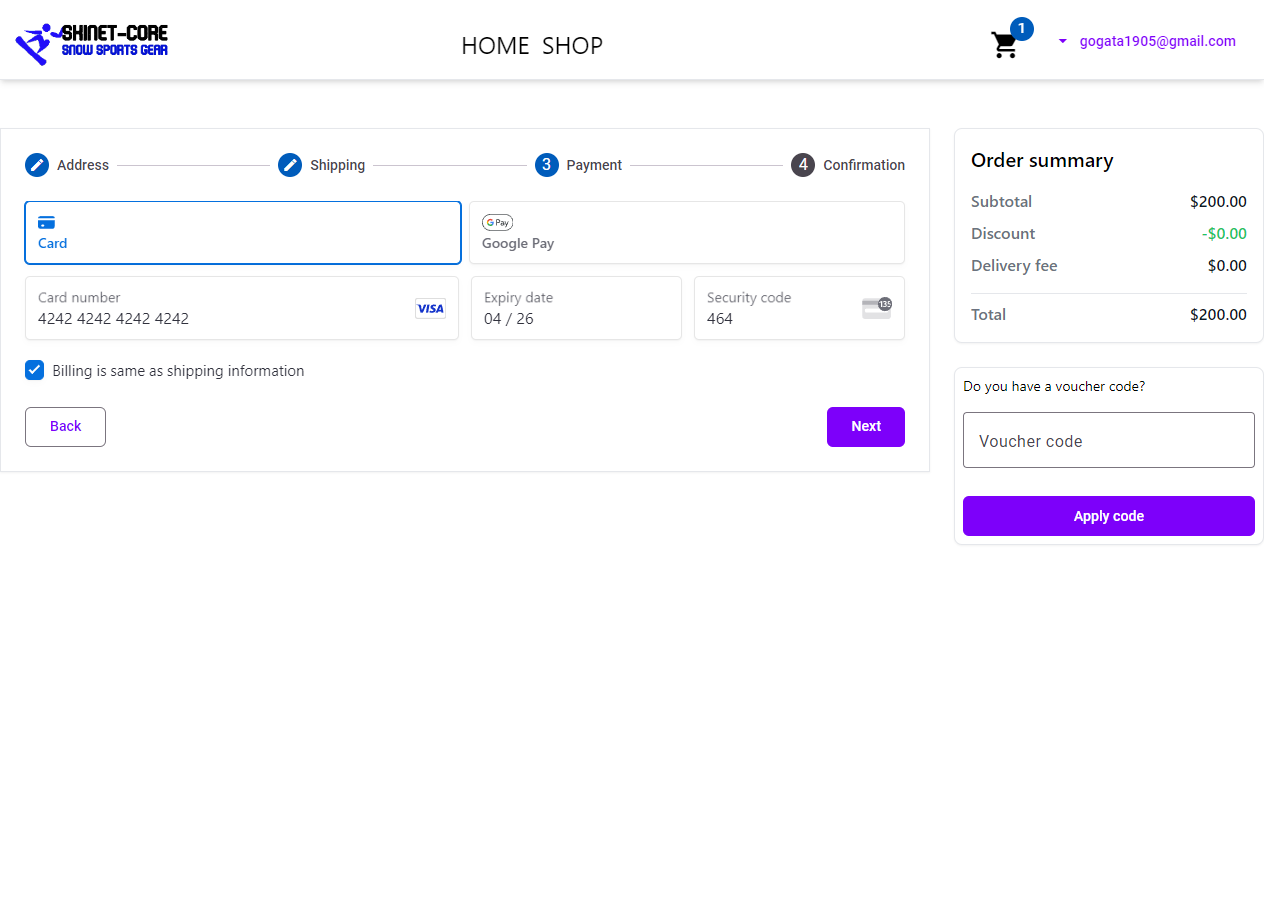 SKINET-CORE
SNOW SPORTS GEAR
HOME SHOP
1
gogata1905@gmail.com
Address
Shipping
3 Payment
4 Confirmation
Card
G Pay
Google Pay
Card number
4242 4242 4242 4242
VISA
Expiry date
04 / 26
Security code
464
135
Billing is same as shipping information
Back
Next
Order summary
Subtotal $200.00
Discount -$0.00
Delivery fee $0.00
Total $200.00
Do you have a voucher code?
Voucher code
Apply code